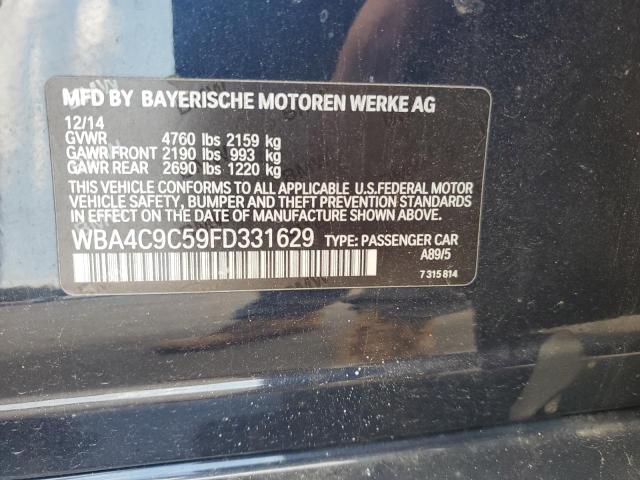 MFD BY BAYERISCHE MOTOREN WERKE AG
12/14
GVWR 4760 lbs 2159 kg
GAWR FRONT 2190 lbs 993 kg
GAWR REAR 2690 lbs 1220 kg
THIS VEHICLE CONFORMS TO ALL APPLICABLE U.S.FEDERAL MOTOR
VEHICLE SAFETY, BUMPER AND THEFT PREVENTION STANDARDS
IN EFFECT ON THE DATE OF MANUFACTURE SHOWN ABOVE.
WBA4C9C59FD331629 TYPE: PASSENGER CAR
A89/5
7 315 814